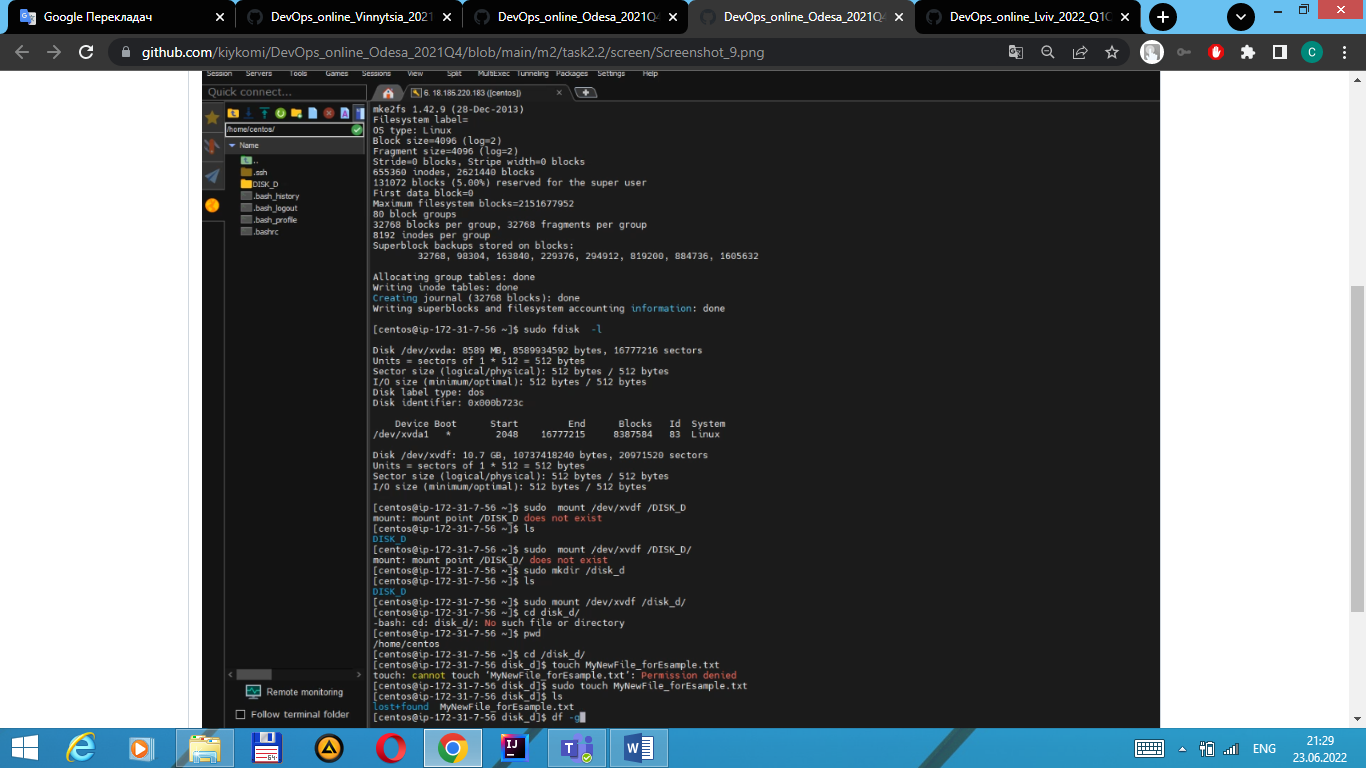 Google Перекладач
DevOps_online_Vinnytsia_2021
DevOps_online_Odesa_2021Q4
DevOps_online_Odesa_2021Q4
DevOps_online_Lviv_2022_Q1Q
github.com/kiykomi/DevOps_online_Odesa_2021Q4/blob/main/m2/task2.2/screen/Screenshot_9.png
C
Session Servers Tools Games Sessions View Split MultiExec Tunneling Packages Settings Help
Quick connect...
6. 18.185.220.183 ([centos])
/home/centos/
Name
..
.ssh
DISK_D
.bash_history
.bash_logout
.bash_profile
.bashrc
Remote monitoring
Follow terminal folder
mke2fs 1.42.9 (28-Dec-2013)
Filesystem label=
OS type: Linux
Block size=4096 (log=2)
Fragment size=4096 (log=2)
Stride=0 blocks, Stripe width=0 blocks
655360 inodes, 2621440 blocks
131072 blocks (5.00%) reserved for the super user
First data block=0
Maximum filesystem blocks=2151677952
80 block groups
32768 blocks per group, 32768 fragments per group
8192 inodes per group
Superblock backups stored on blocks:
32768, 98304, 163840, 229376, 294912, 819200, 884736, 1605632
Allocating group tables: done
Writing inode tables: done
Creating journal (32768 blocks): done
Writing superblocks and filesystem accounting information: done
[centos@ip-172-31-7-56 ~]$ sudo fdisk  -l
Disk /dev/xvda: 8589 MB, 8589934592 bytes, 16777216 sectors
Units = sectors of 1 * 512 = 512 bytes
Sector size (logical/physical): 512 bytes / 512 bytes
I/O size (minimum/optimal): 512 bytes / 512 bytes
Disk label type: dos
Disk identifier: 0x000b723c
Device Boot Start End Blocks Id System
/dev/xvda1 * 2048 16777215 8387584 83 Linux
Disk /dev/xvdf: 10.7 GB, 10737418240 bytes, 20971520 sectors
Units = sectors of 1 * 512 = 512 bytes
Sector size (logical/physical): 512 bytes / 512 bytes
I/O size (minimum/optimal): 512 bytes / 512 bytes
[centos@ip-172-31-7-56 ~]$ sudo  mount /dev/xvdf /DISK_D
mount: mount point /DISK_D does not exist
[centos@ip-172-31-7-56 ~]$ ls
DISK_D
[centos@ip-172-31-7-56 ~]$ sudo  mount /dev/xvdf /DISK_D/
mount: mount point /DISK_D/ does not exist
[centos@ip-172-31-7-56 ~]$ sudo mkdir /disk_d
[centos@ip-172-31-7-56 ~]$ ls
DISK_D
[centos@ip-172-31-7-56 ~]$ sudo mount /dev/xvdf /disk_d/
[centos@ip-172-31-7-56 ~]$ cd disk_d/
-bash: cd: disk_d/: No such file or directory
[centos@ip-172-31-7-56 ~]$ pwd
/home/centos
[centos@ip-172-31-7-56 ~]$ cd /disk_d/
[centos@ip-172-31-7-56 disk_d]$ touch MyNewFile_forEsample.txt
touch: cannot touch ‘MyNewFile_forEsample.txt’: Permission denied
[centos@ip-172-31-7-56 disk_d]$ sudo touch MyNewFile_forEsample.txt
[centos@ip-172-31-7-56 disk_d]$ ls
lost+found  MyNewFile_forEsample.txt
[centos@ip-172-31-7-56 disk_d]$ df -g
ENG
21:29
23.06.2022